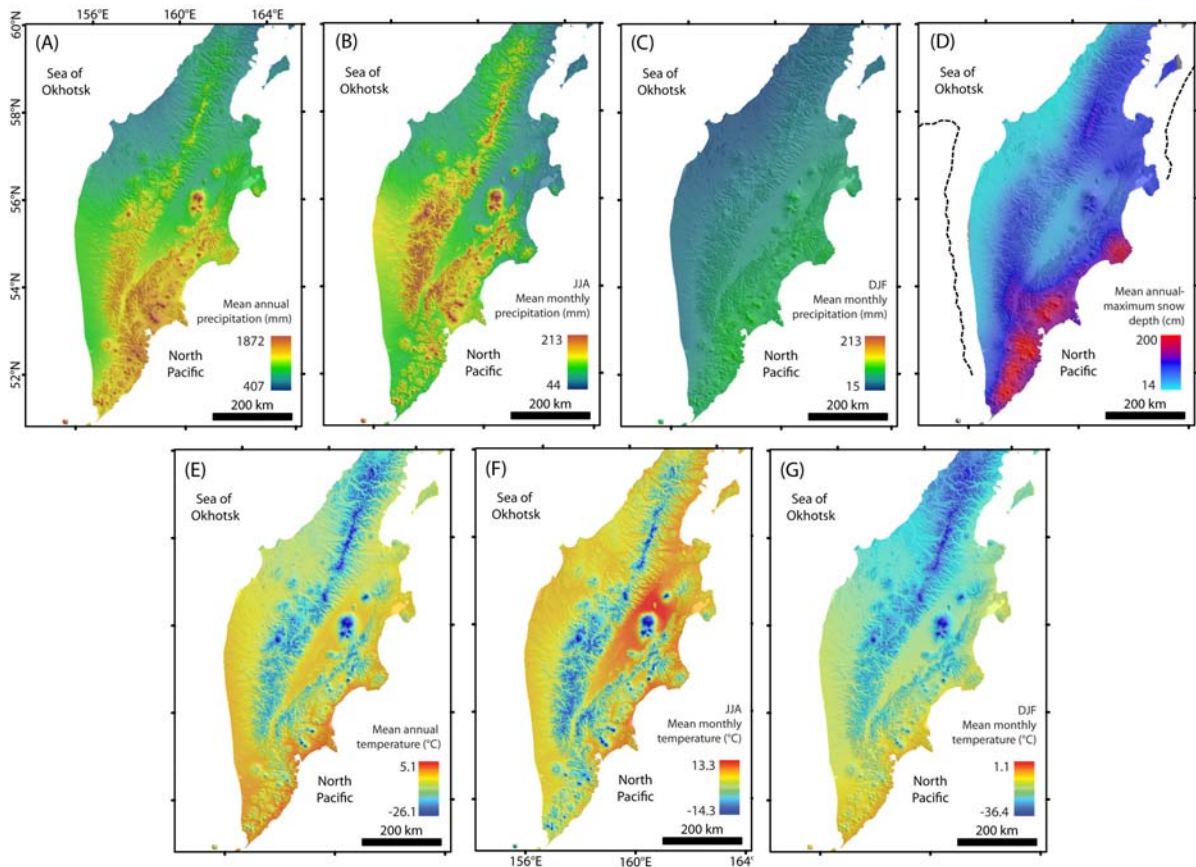 156°E 160°E 164°E
60°N
58°N
56°N
54°N
52°N
(A)
Sea of
Okhotsk
North
Pacific
Mean annual
precipitation (mm)
1872
407
200 km
(B)
Sea of
Okhotsk
North
Pacific
JJA
Mean monthly
precipitation (mm)
213
44
200 km
(C)
Sea of
Okhotsk
North
Pacific
DJF
Mean monthly
precipitation (mm)
213
15
200 km
(D)
Sea of
Okhotsk
North
Pacific
Mean annual-
maximum snow
depth (cm)
200
14
200 km
(E)
Sea of
Okhotsk
North
Pacific
Mean annual
temperature (°C)
5.1
-26.1
200 km
(F)
Sea of
Okhotsk
North
Pacific
JJA
Mean monthly
temperature (°C)
13.3
-14.3
200 km
156°E 160°E 164°E
(G)
Sea of
Okhotsk
North
Pacific
DJF
Mean monthly
temperature (°C)
1.1
-36.4
200 km